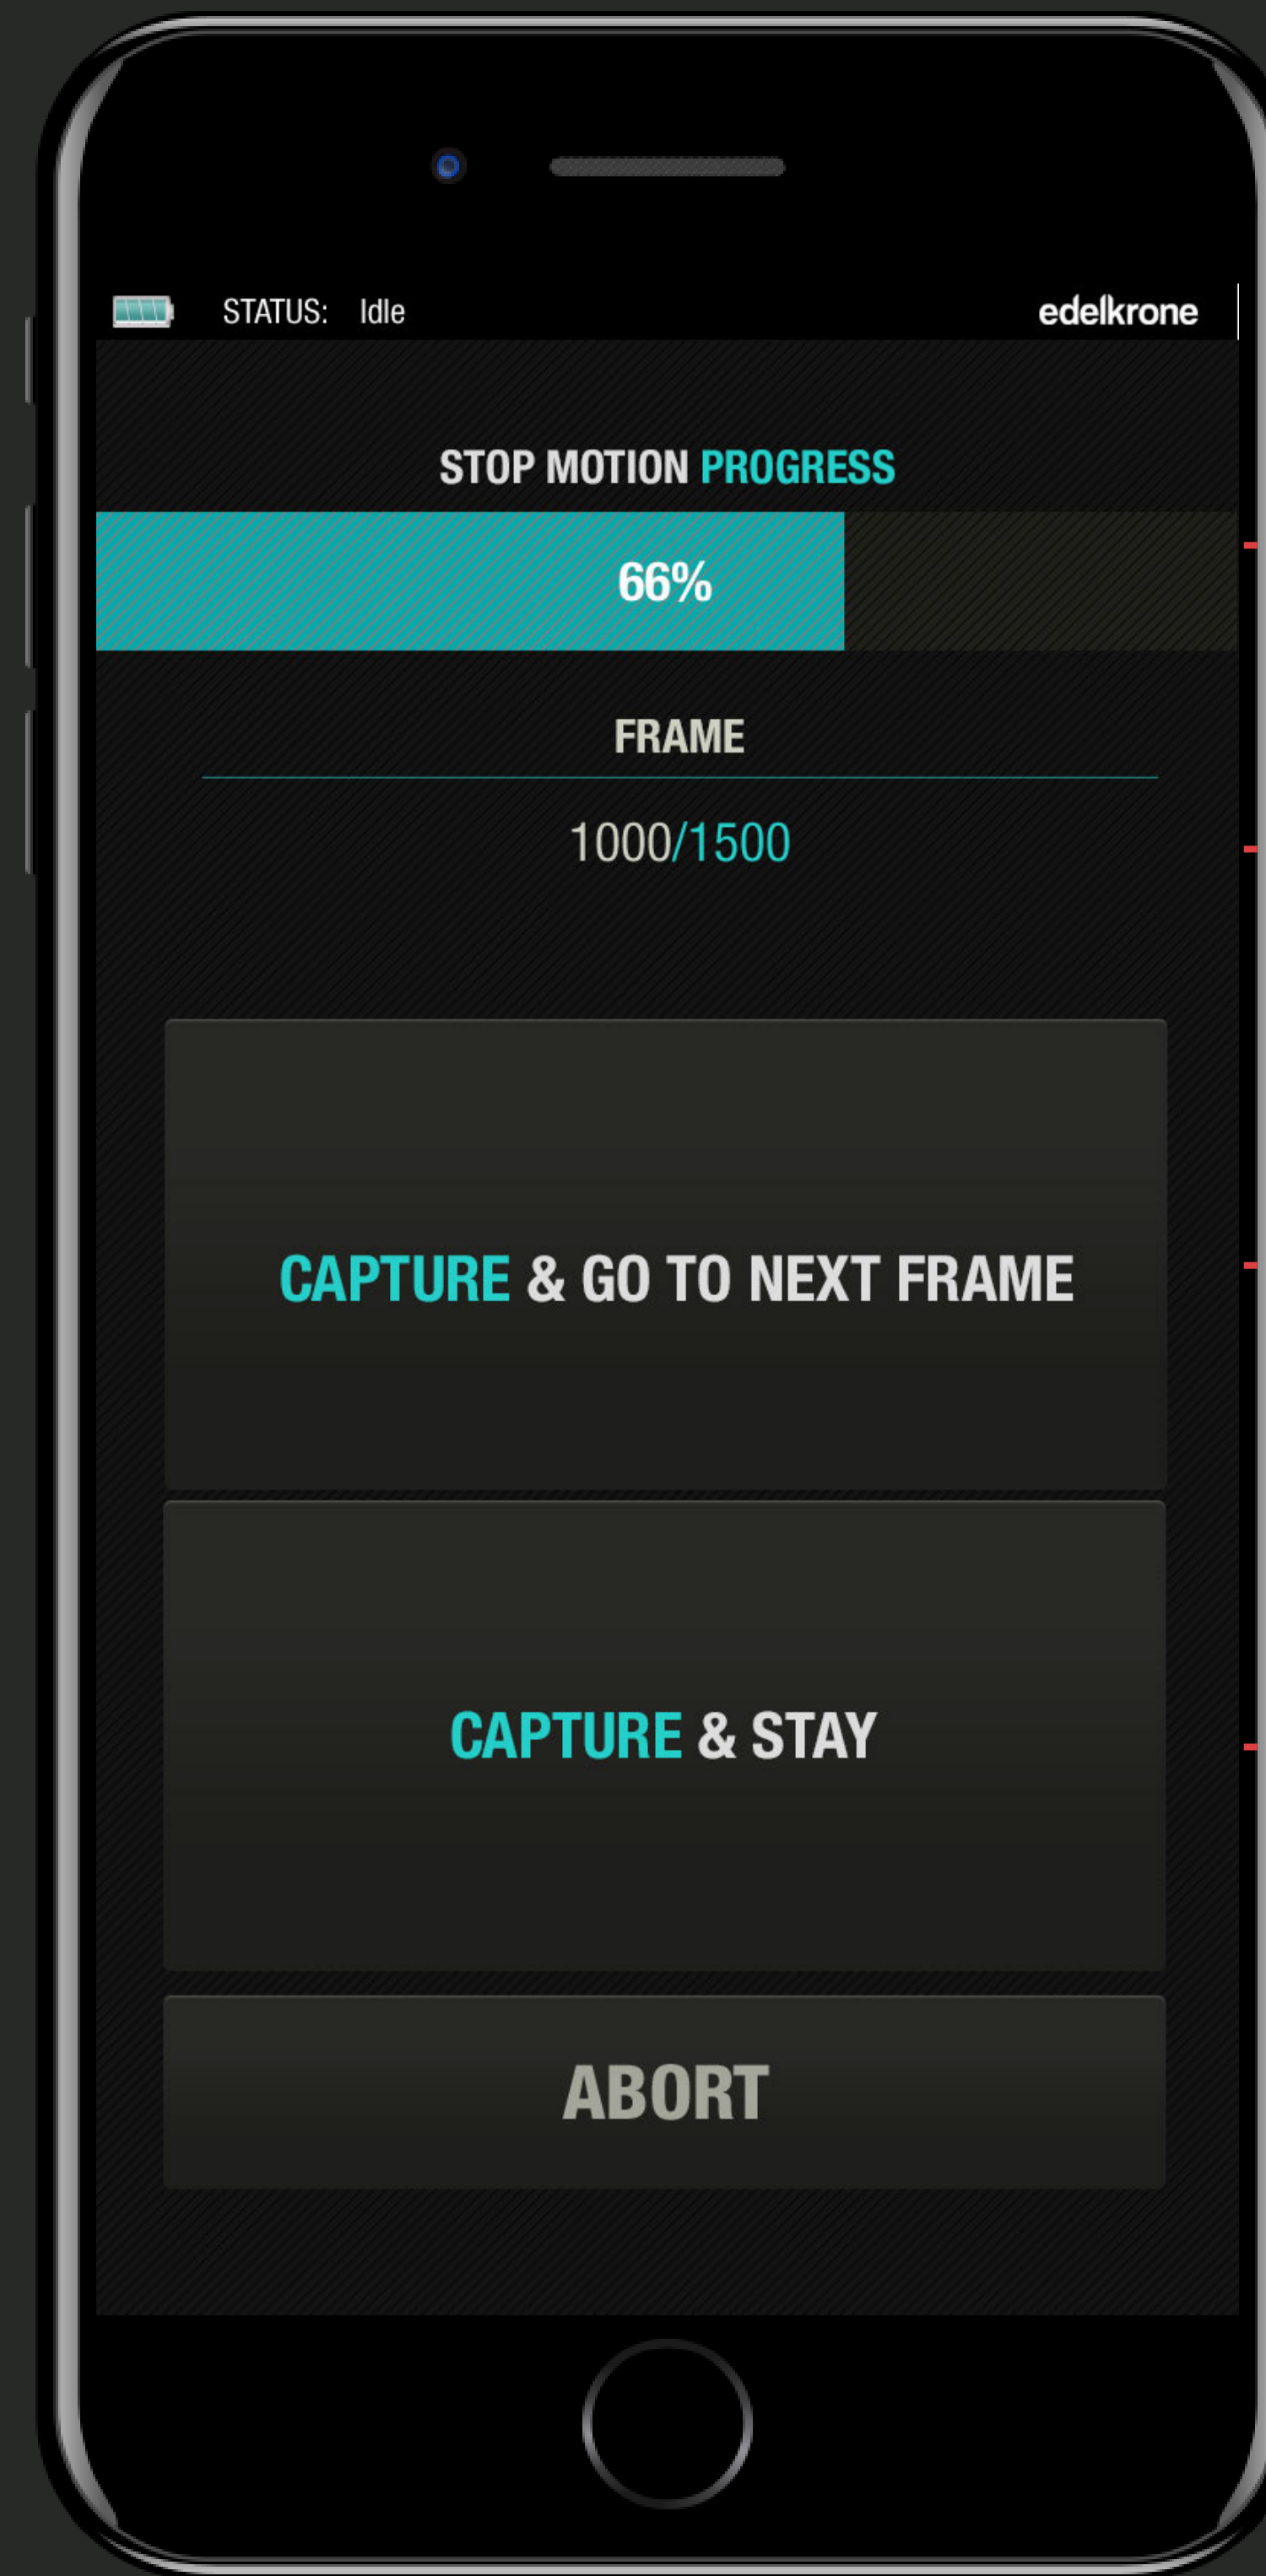 STATUS: Idle edelkrone
STOP MOTION PROGRESS
66%
FRAME
1000/1500
CAPTURE & GO TO NEXT FRAME
CAPTURE & STAY
ABORT